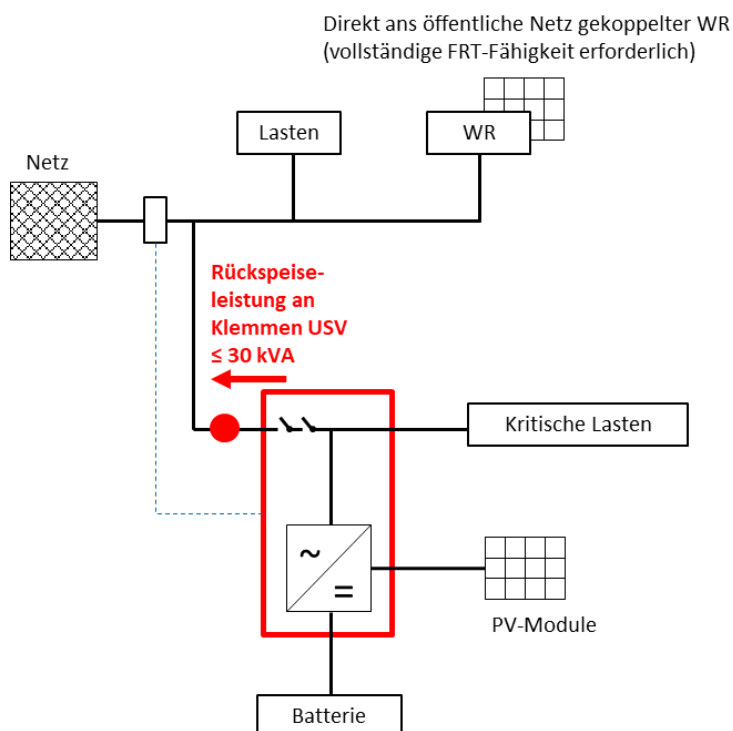 Direkt ans öffentliche Netz gekoppelter WR
(vollständige FRT-Fähigkeit erforderlich)
Lasten
WR
Netz
Rückspeise-
leistung an
Klemmen USV
≤ 30 kVA
Kritische Lasten
~
=
PV-Module
Batterie